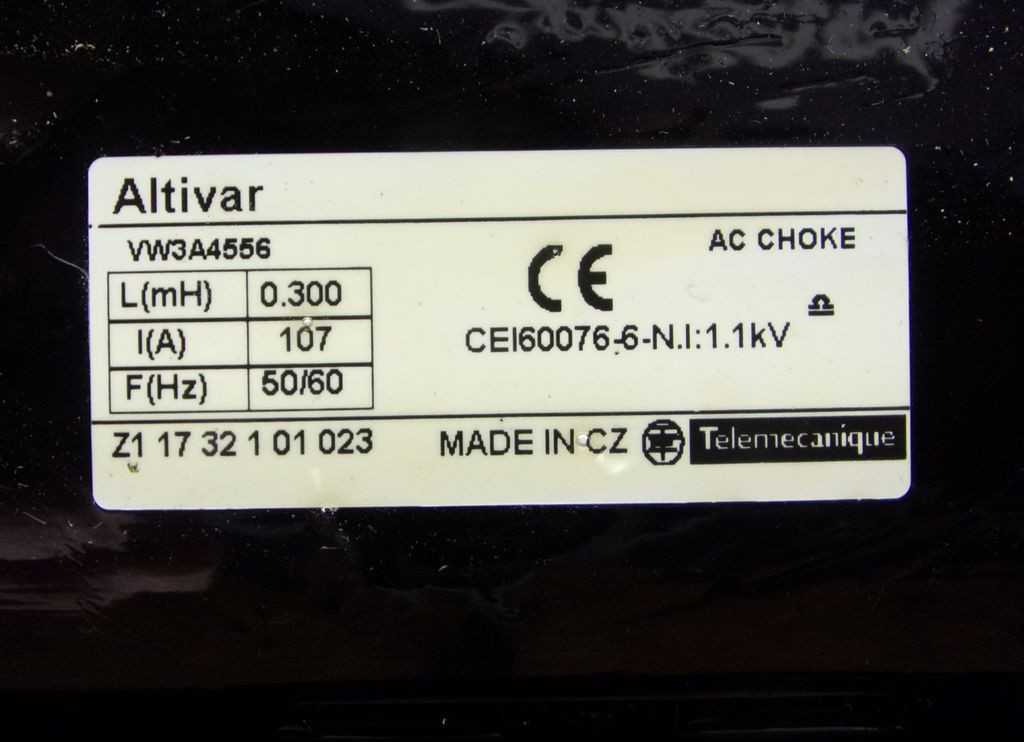 Altivar
VW3A4556
AC CHOKE
CE
L(mH) 0.300
I(A) 107
F(Hz) 50/60
CEI60076-6-N.I:1.1kV
Z1 17 32 1 01 023
MADE IN CZ
Telemecanique